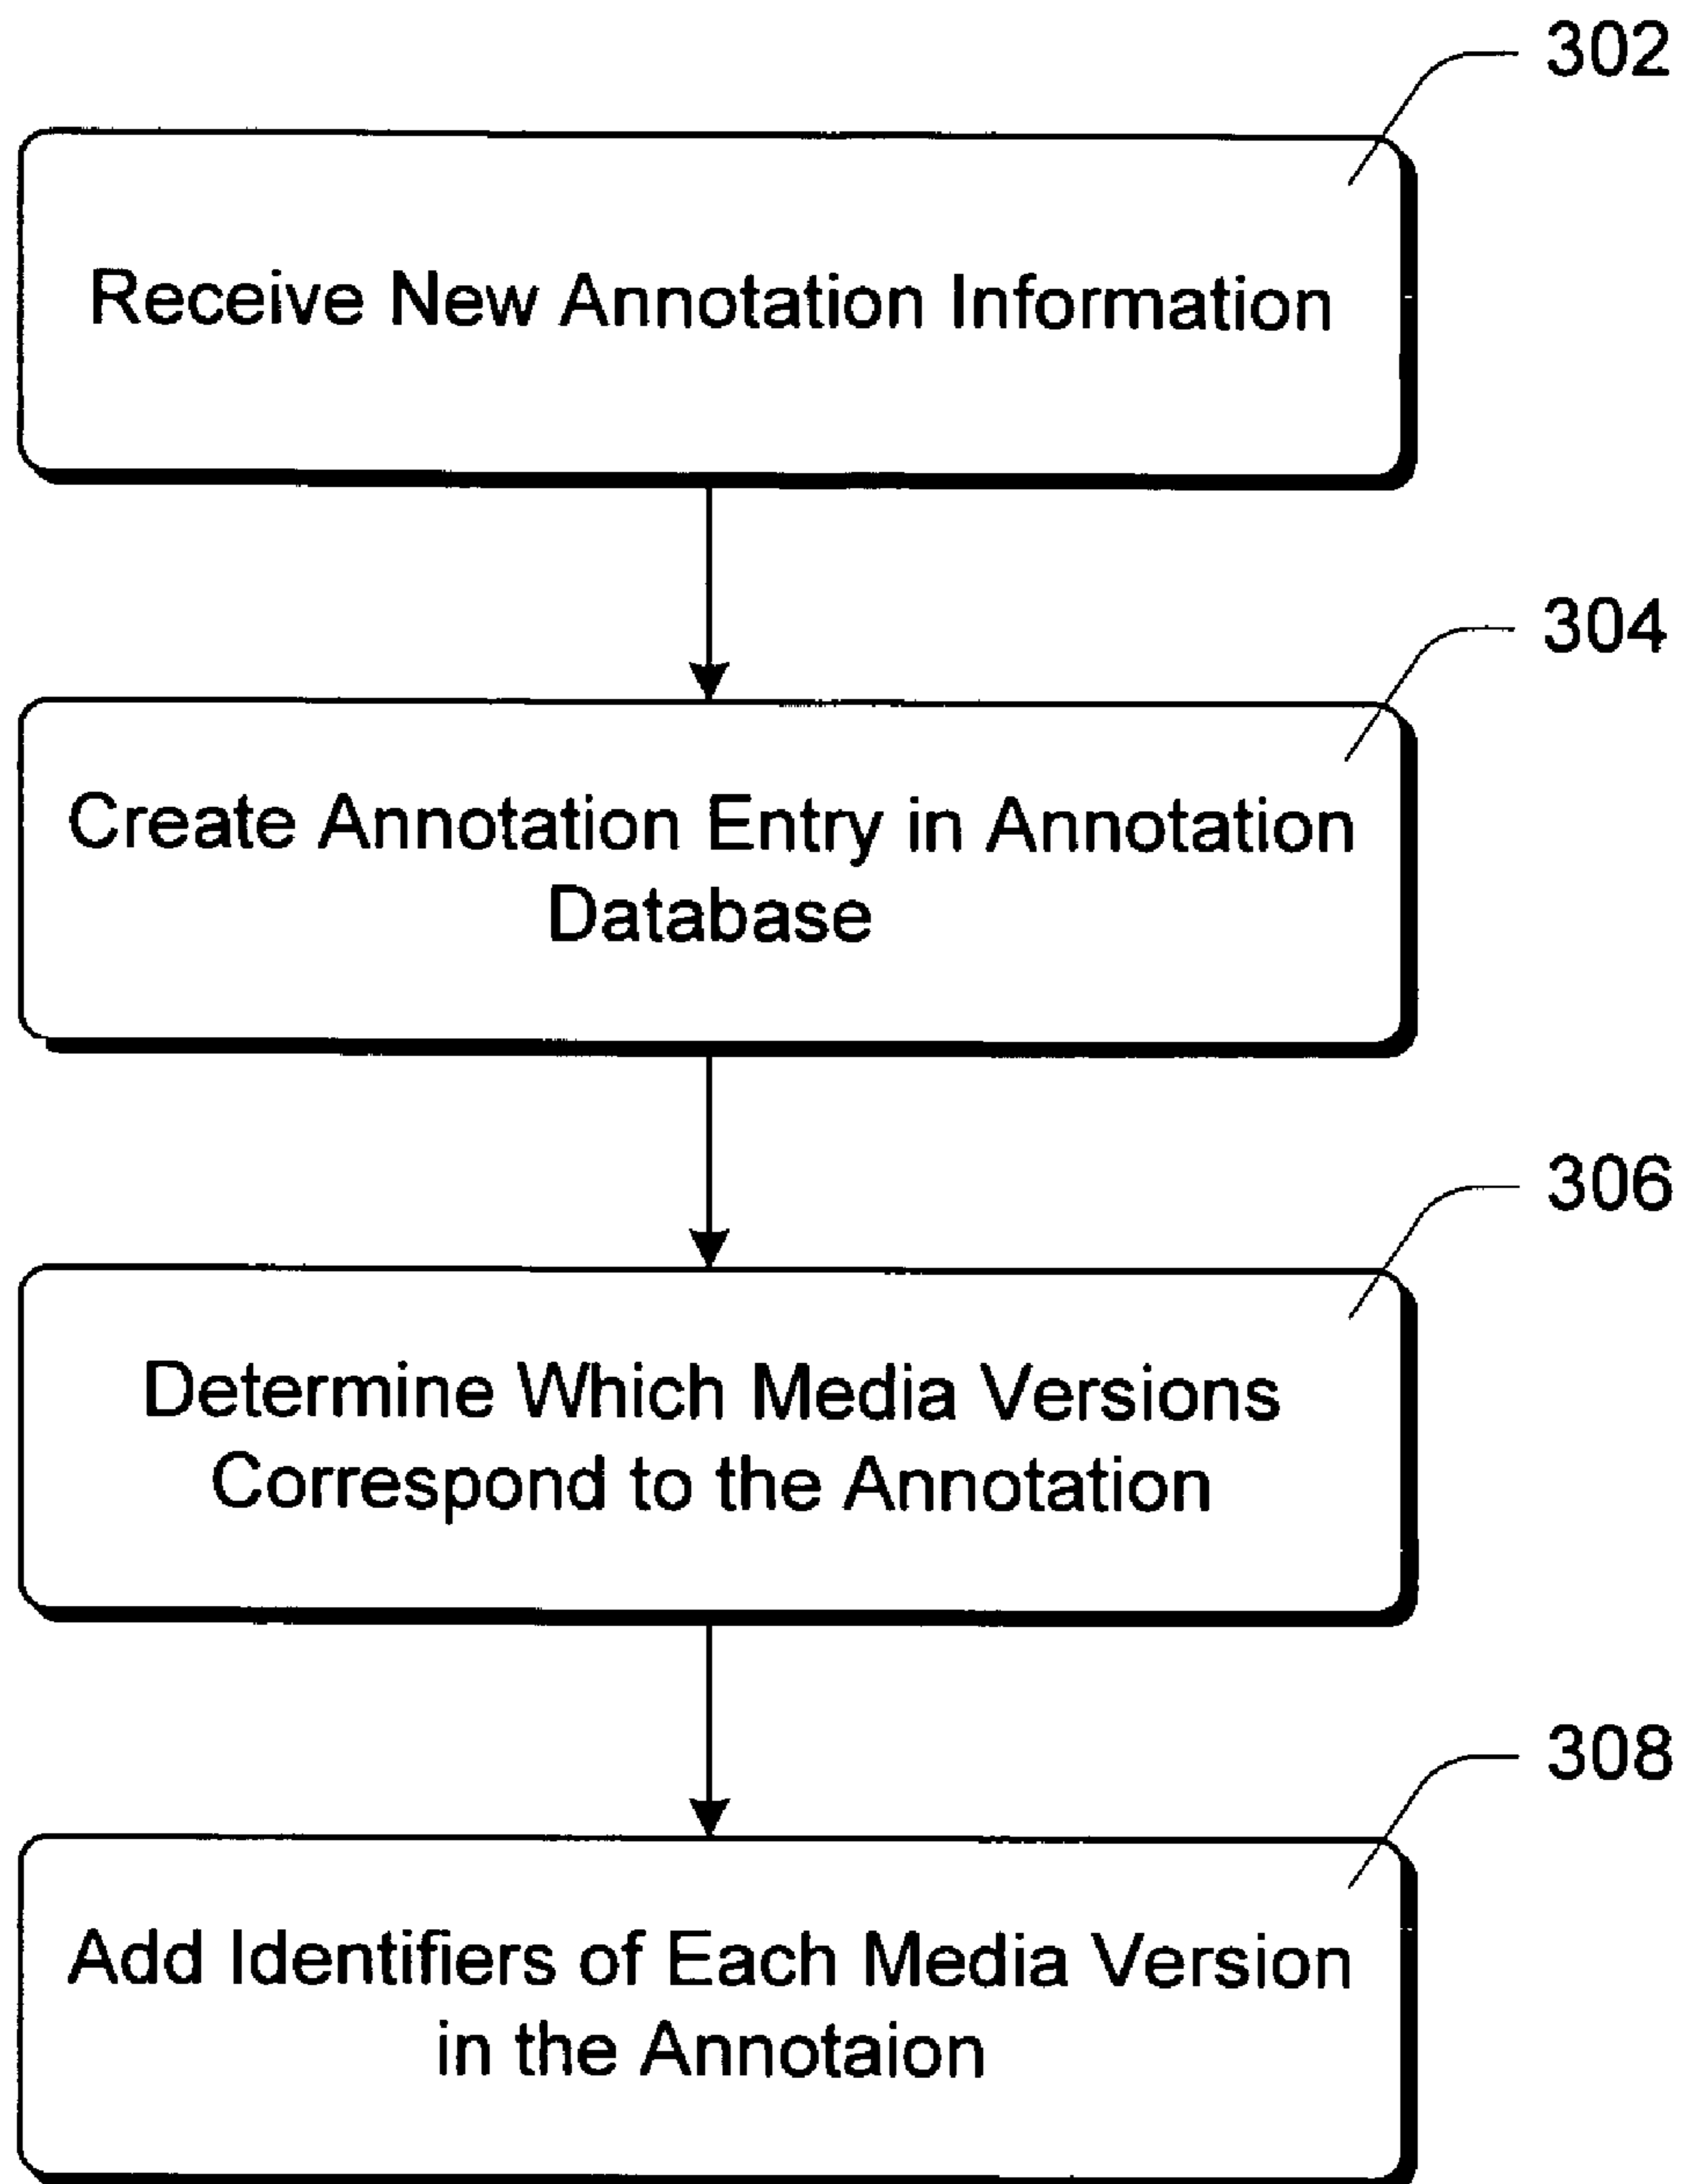 302
Receive New Annotation Information
304
Create Annotation Entry in Annotation
Database
306
Determine Which Media Versions
Correspond to the Annotation
308
Add Identifiers of Each Media Version
in the Annotaion